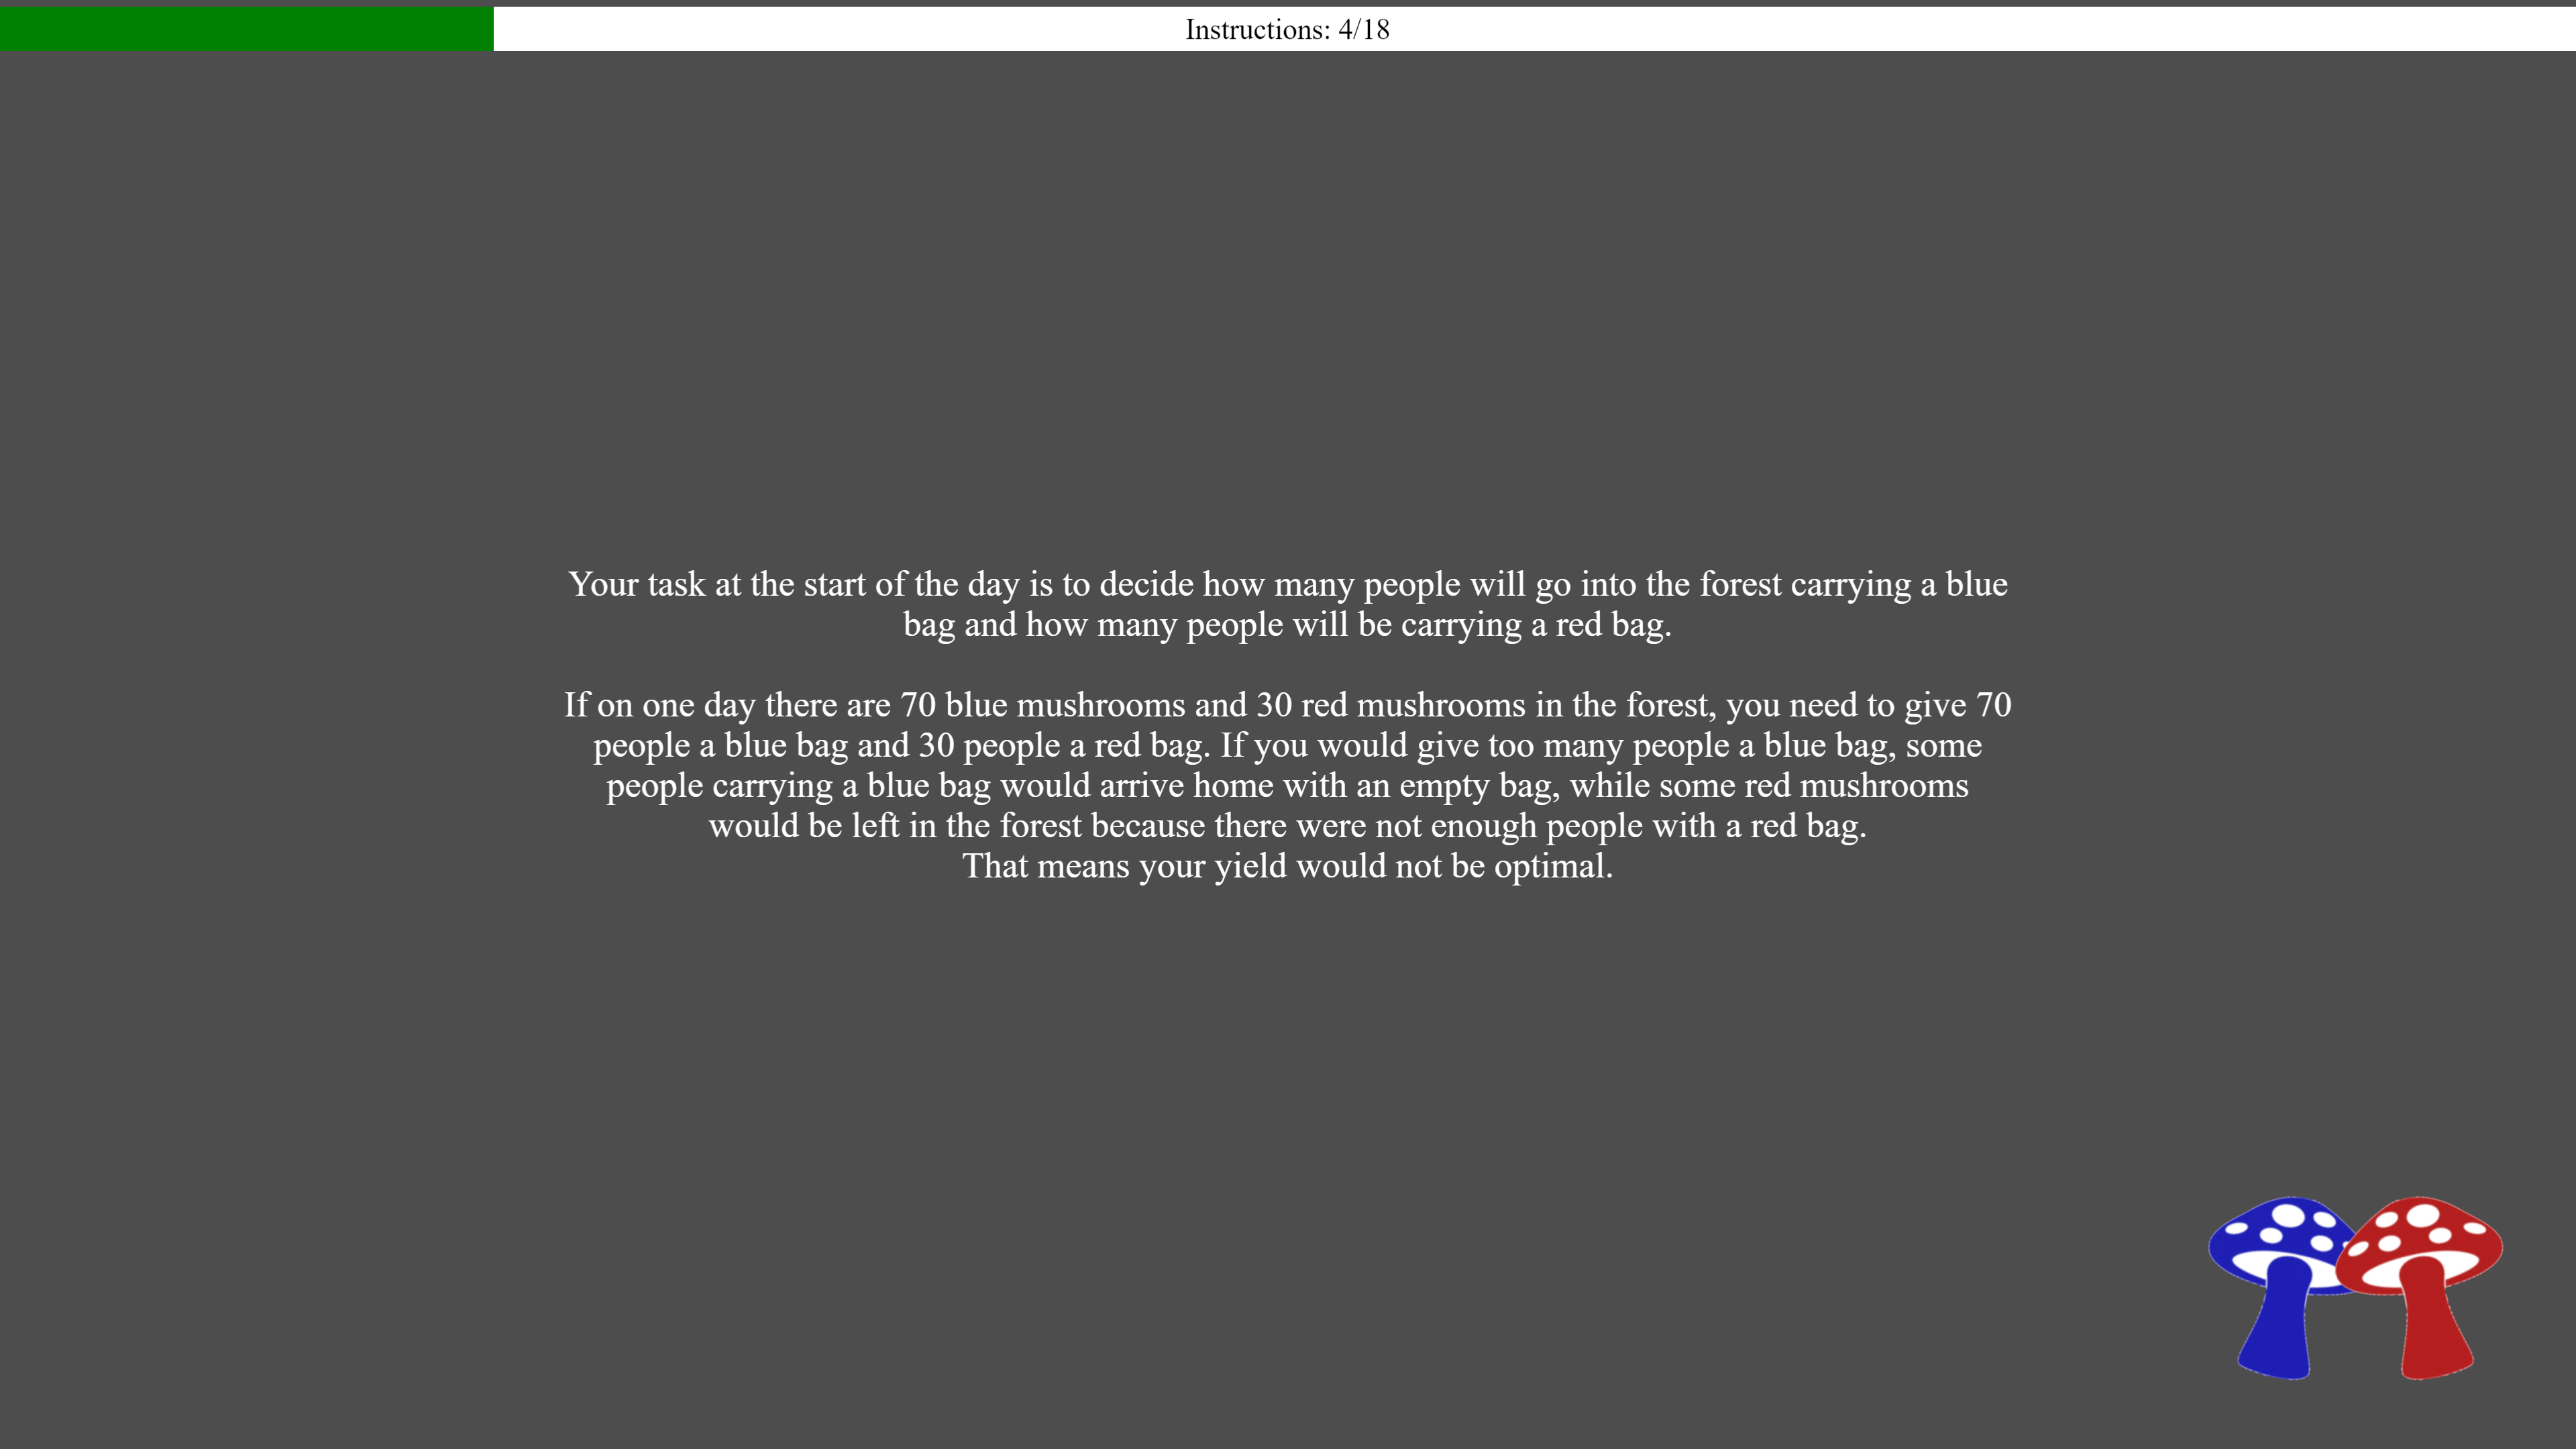 Instructions: 4/18
Your task at the start of the day is to decide how many people will go into the forest carrying a blue
bag and how many people will be carrying a red bag.
If on one day there are 70 blue mushrooms and 30 red mushrooms in the forest, you need to give 70
people a blue bag and 30 people a red bag. If you would give too many people a blue bag, some
people carrying a blue bag would arrive home with an empty bag, while some red mushrooms
would be left in the forest because there were not enough people with a red bag.
That means your yield would not be optimal.